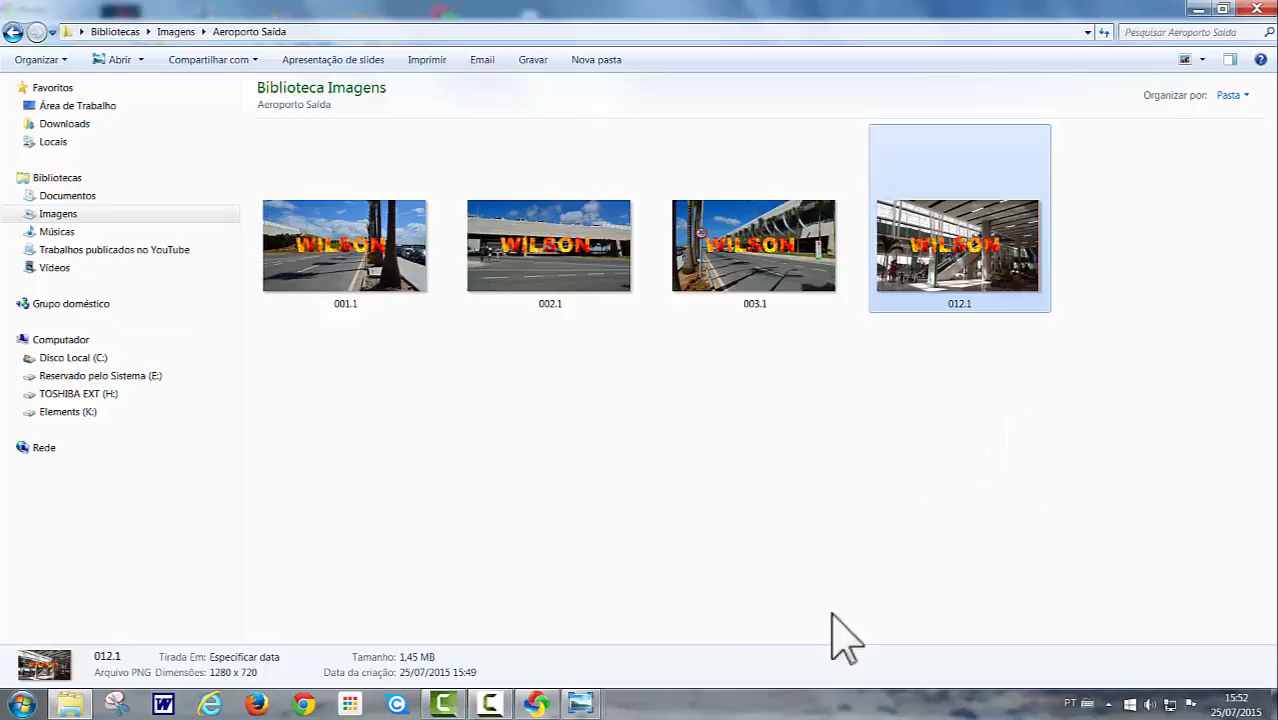 Bibliotecas Imagens Aeroporto Saída
Pesquisar Aeroporto Saída
Organizar Abrir Compartilhar com Apresentação de slides Imprimir Email Gravar Nova pasta
Favoritos
Área de Trabalho
Downloads
Locais
Bibliotecas
Documentos
Imagens
Músicas
Trabalhos publicados no YouTube
Vídeos
Grupo doméstico
Computador
Disco Local (C:)
Reservado pelo Sistema (E:)
TOSHIBA EXT (H:)
Elements (K:)
Rede
Biblioteca Imagens
Aeroporto Saída
Organizar por: Pasta
WILSON WILSON WILSON WILSON
001.1 002.1 003.1 012.1
012.1 Tirada Em: Especificar data Tamanho: 1,45 MB
Arquivo PNG Dimensões: 1280 x 720 Data da criação: 25/07/2015 15:49
PT
15:52
25/07/2015